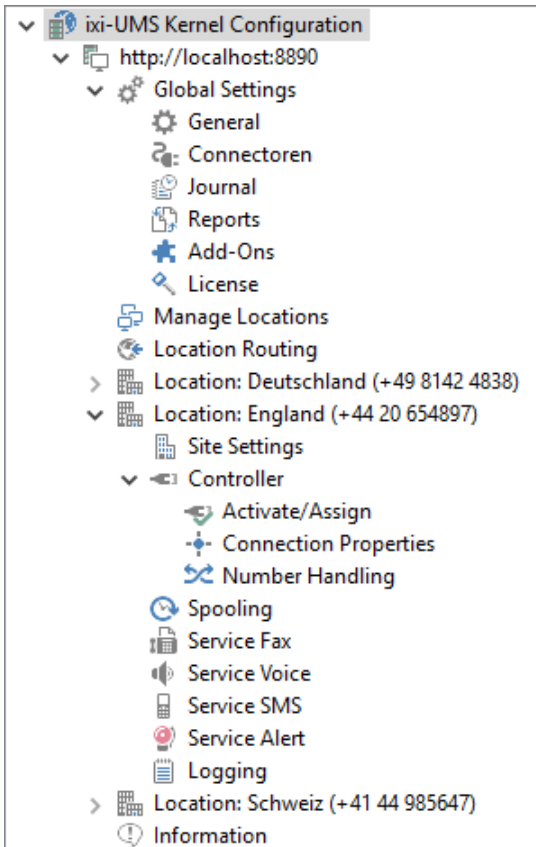 ixi-UMS Kernel Configuration
http://localhost:8890
Global Settings
General
Connectoren
Journal
Reports
Add-Ons
License
Manage Locations
Location Routing
Location: Deutschland (+49 8142 4838)
Location: England (+44 20 654897)
Site Settings
Controller
Activate/Assign
Connection Properties
Number Handling
Spooling
Service Fax
Service Voice
Service SMS
Service Alert
Logging
Location: Schweiz (+41 44 985647)
Information